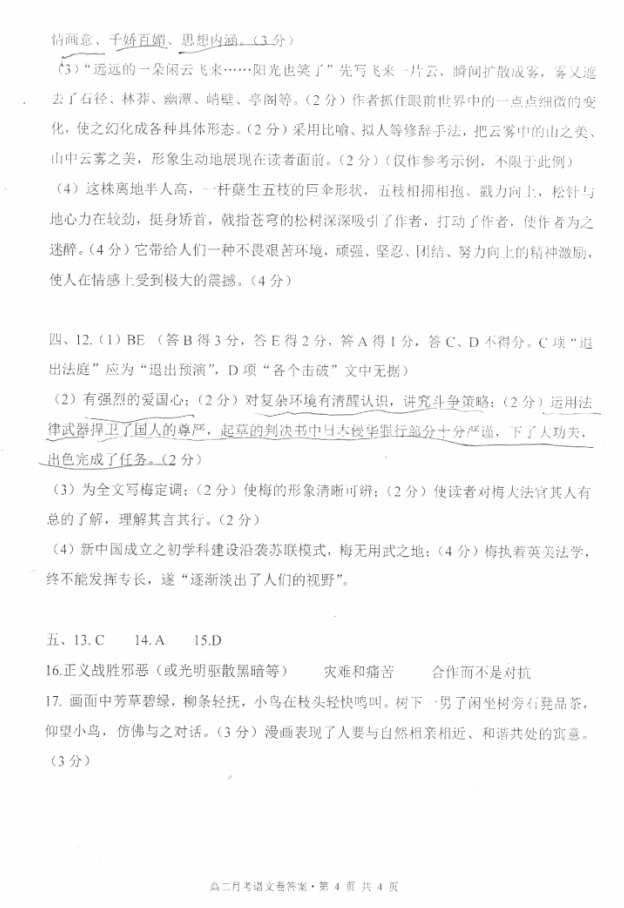 情画意、千娇百媚、思想内涵。（3 分）
（3）“远远的一朵闲云飞来……阳光也笑了”先写飞来一片云，瞬间扩散成雾，雾又遮
去了石径、林莽、幽潭、峭壁、亭阁等。（2 分）作者抓住眼前世界中的一点点细微的变
化，使之幻化成各种具体形态。（2 分）采用比喻、拟人等修辞手法，把云雾中的山之美、
山中云雾之美，形象生动地展现在读者面前。（2 分）（仅作参考示例，不限于此例）
（4）这株离地半人高，一杆蘖生五枝的巨伞形状，五枝相拥相抱、戳力向上，松针与
地心力在较劲，挺身矫首，戟指苍穹的松树深深吸引了作者，打动了作者，使作者为之
迷醉。（4 分）它带给人们一种不畏艰苦环境，顽强、坚忍、团结、努力向上的精神激励，
使人在情感上受到极大的震撼。（4 分）
四、12.（1）BE （答 B 得 3 分，答 E 得 2 分，答 A 得 1 分，答 C、D 不得分。C 项“退
出法庭”应为“退出预演”，D 项“各个击破”文中无据）
（2）有强烈的爱国心；（2 分）对复杂环境有清醒认识，讲究斗争策略；（2 分）运用法
律武器捍卫了国人的尊严，起草的判决书中日本侵华罪行部分十分严谨，下了大功夫，
出色完成了任务。（2 分）
（3）为全文写梅定调；（2 分）使梅的形象清晰可辨；（2 分）使读者对梅大法官其人有
总的了解，理解其言其行。（2 分）
（4）新中国成立之初学科建设沿袭苏联模式，梅无用武之地；（4 分）梅执着英美法学，
终不能发挥专长，遂“逐渐淡出了人们的视野”。
五、13. C 14. A 15.D
16.正义战胜邪恶（或光明驱散黑暗等） 灾难和痛苦 合作而不是对抗
17. 画面中芳草碧绿，柳条轻抚，小鸟在枝头轻快鸣叫。树下一男子闲坐树旁石凳品茶，
仰望小鸟，仿佛与之对话。（3 分）漫画表现了人要与自然相亲相近、和谐共处的寓意。
（3 分）
高二月考语文卷答案·第 4 页 共 4 页